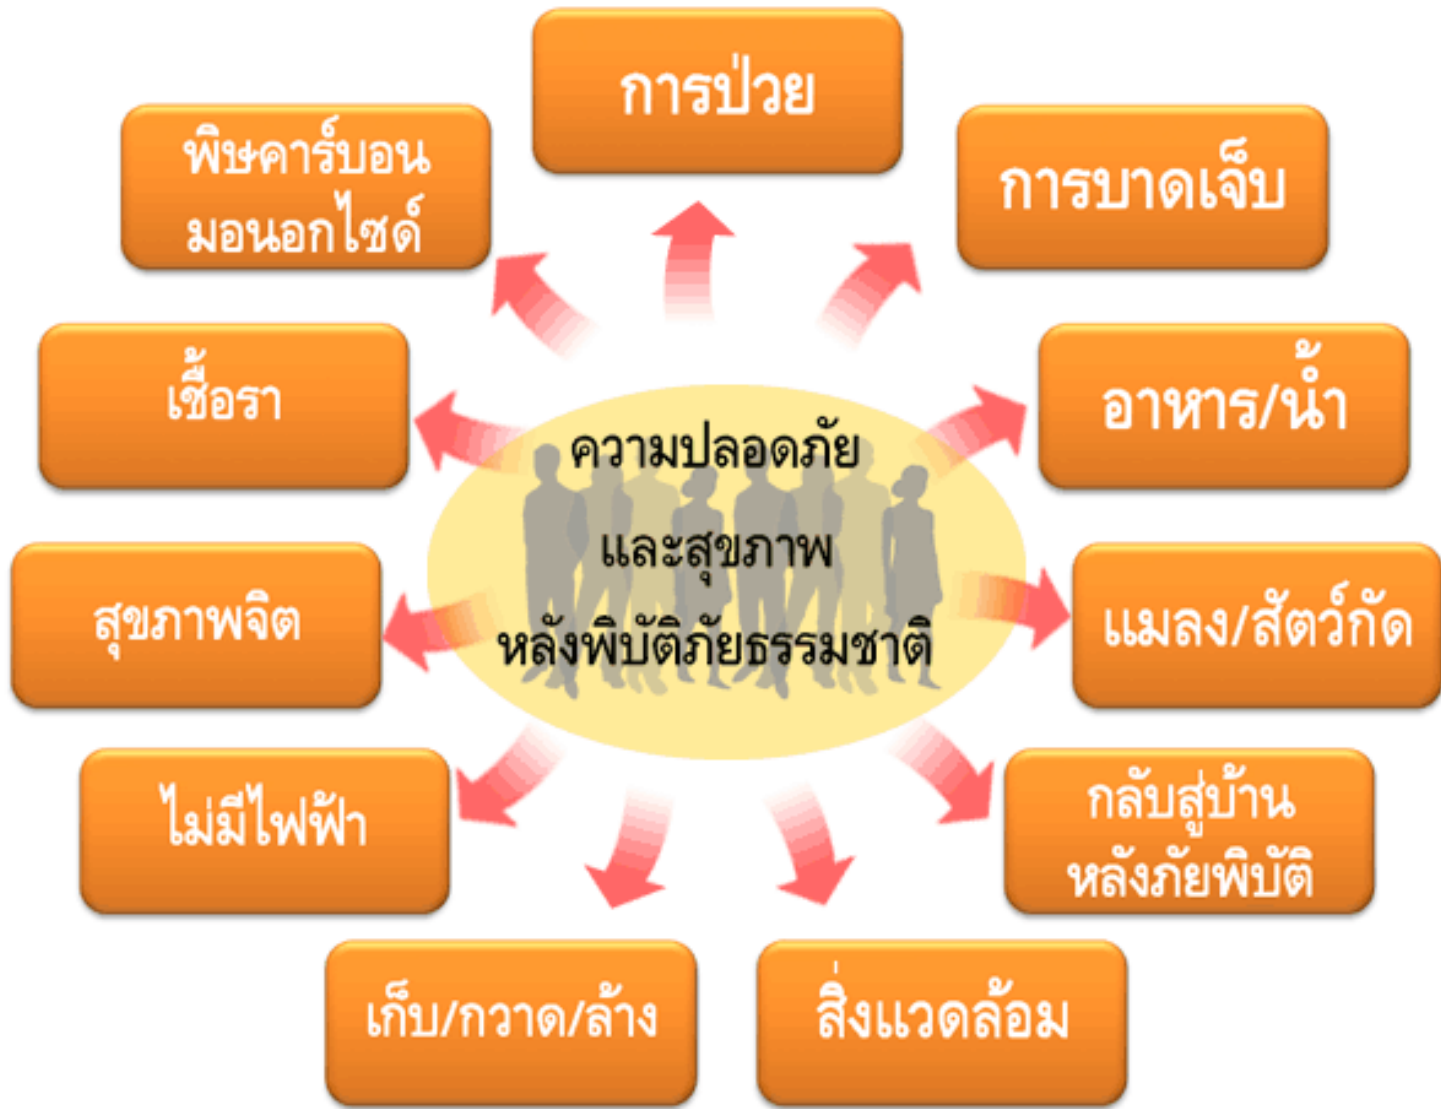 การป่วย
การบาดเจ็บ
อาหาร/น้ำ
แมลง/สัตว์กัด
กลับสู่บ้าน
หลังภัยพิบัติ
สิ่งแวดล้อม
เก็บ/กวาด/ล้าง
ไม่มีไฟฟ้า
สุขภาพจิต
เชื้อรา
พิษคาร์บอน
มอนอกไซด์
ความปลอดภัย
และสุขภาพ
หลังพิบัติภัยธรรมชาติ